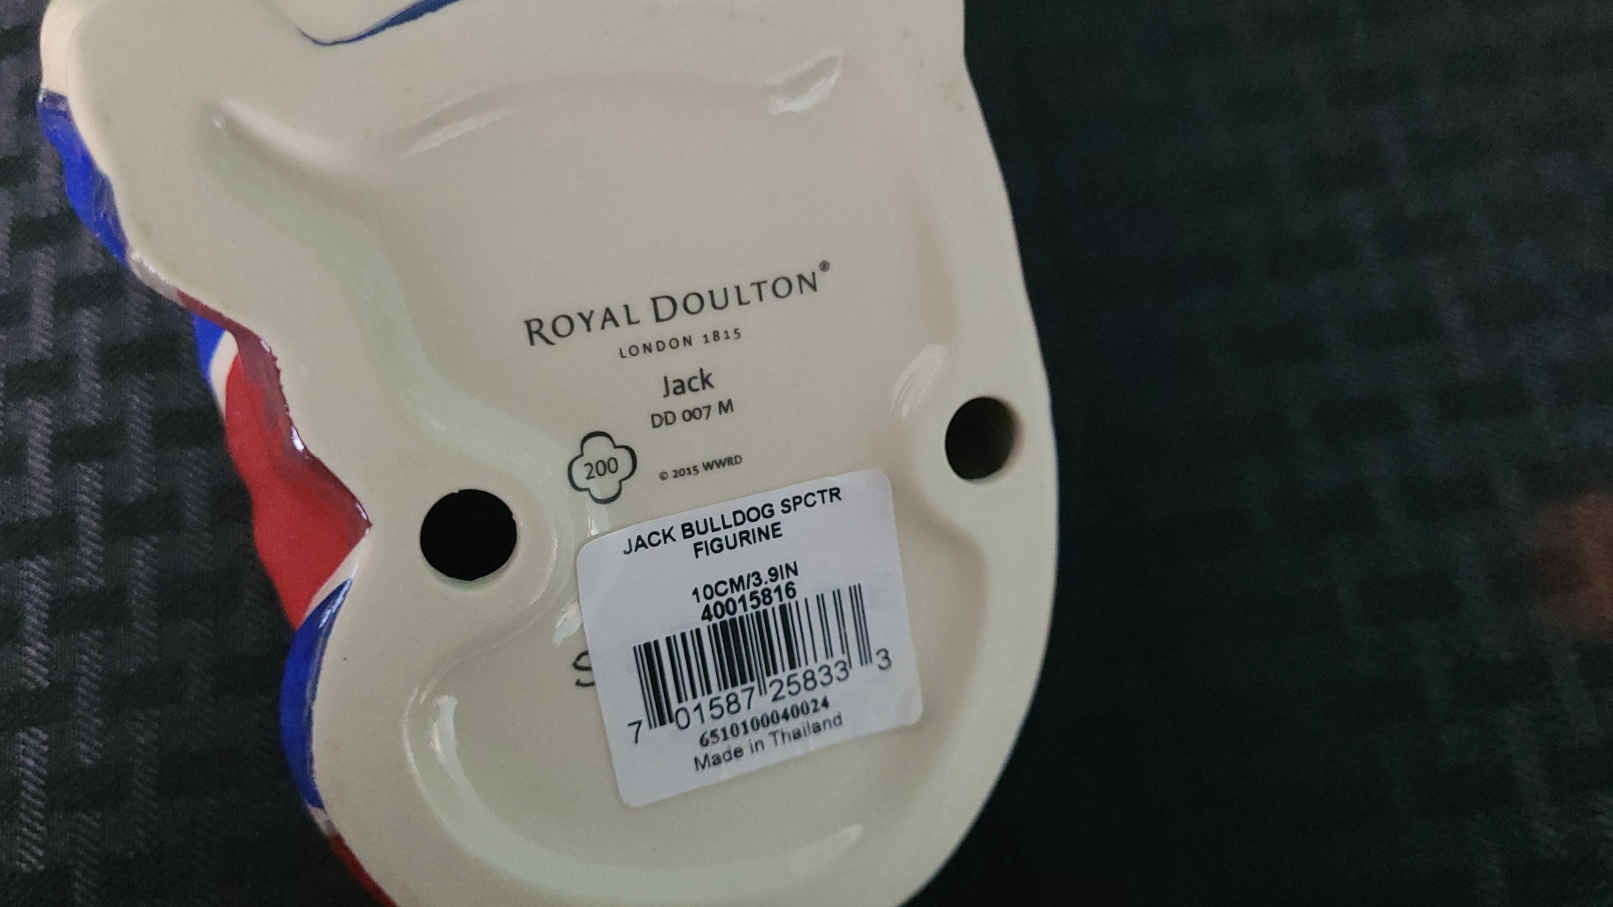 ROYAL DOULTON®
LONDON 1815
Jack
DD 007 M
200
© 2015 WWRD
JACK BULLDOG SPCTR
FIGURINE
10CM/3.9IN
40015816
7 01587 25833 3
6510100040024
Made in Thailand